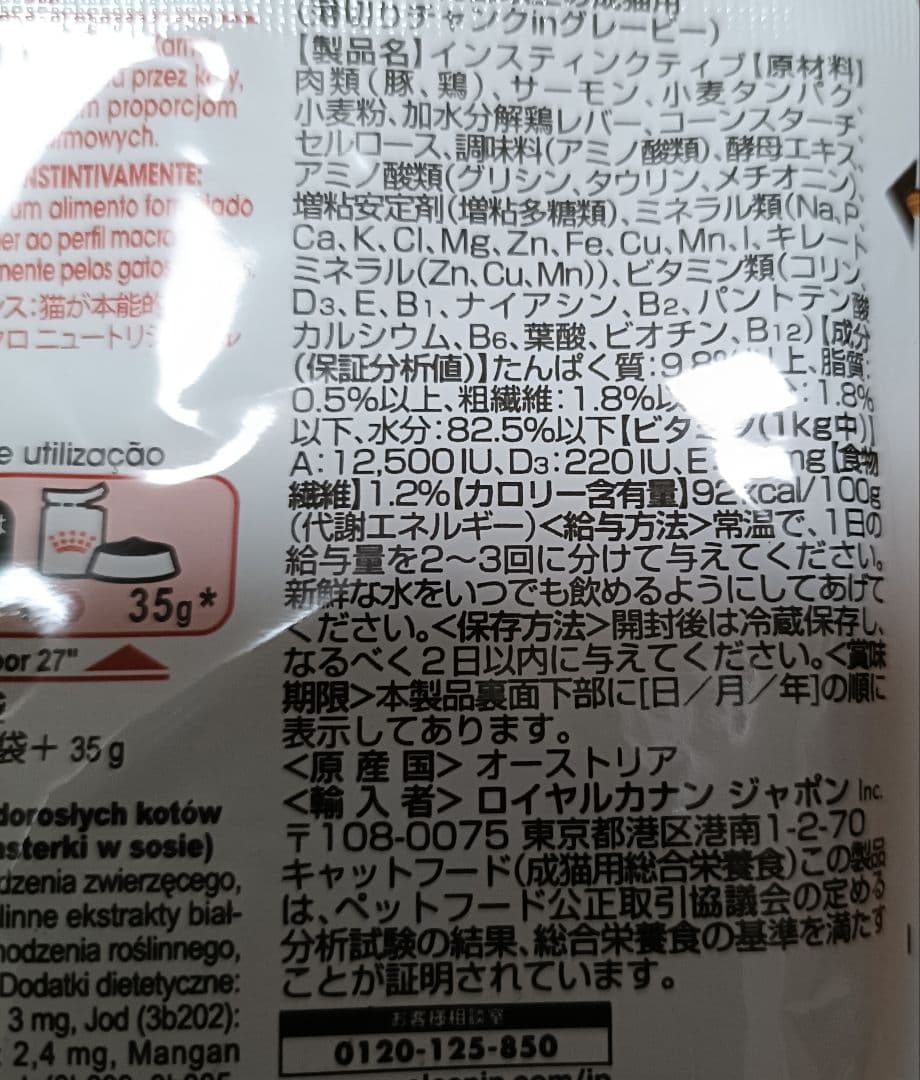 成猫用
(薄切りチャンクinグレービー)
【製品名】インスティンクティブ【原材料】
肉類(豚、鶏)、サーモン、小麦タンパク、
小麦粉、加水分解鶏レバー、コーンスターチ、
セルロース、調味料(アミノ酸類)、酵母エキス、
アミノ酸類(グリシン、タウリン、メチオニン)、
増粘安定剤(増粘多糖類)、ミネラル類(Na、P、
Ca、K、Cl、Mg、Zn、Fe、Cu、Mn、I、キレート
ミネラル(Zn、Cu、Mn))、ビタミン類(コリン、
D3、E、B1、ナイアシン、B2、パントテン酸
カルシウム、B6、葉酸、ビオチン、B12)【成分
(保証分析値)】たんぱく質:9 上、脂質:
0.5%以上、粗繊維:1.8%以 :1.8%
以下、水分:82.5%以下【ビタミン(1kg中)】
A:12,500IU、D3:220IU、E: mg【食物
繊維】1.2%【カロリー含有量】92kcal/100g
(代謝エネルギー)<給与方法>常温で、1日の
給与量を2〜3回に分けて与えてください。
新鮮な水をいつでも飲めるようにしてあげて
ください。<保存方法>開封後は冷蔵保存し、
なるべく2日以内に与えてください。<賞味
期限>本製品裏面下部に[日/月/年]の順に
表示してあります。
<原 産 国> オーストリア
<輸 入 者> ロイヤルカナン ジャポン Inc.
〒108-0075 東京都港区港南1-2-70
キャットフード(成猫用総合栄養食)この製品
は、ペットフード公正取引協議会の定める
分析試験の結果、総合栄養食の基準を満たす
ことが証明されています。
お客様相談室
0120-125-850
przez
proporcjom
mowych.
NSTINTIVAMENTE:
um alimento
er ao perfil
mente pelos gatos
ス:猫が本能的
クロ ニュートリ
e utilização
35g*
por 27"
袋+ 35g
dorosłych kotów
asterki w sosie)
dzenia zwierzęcego,
linne ekstrakty biał-
hodzenia roślinnego,
Dodatki dietetyczne:
3 mg, Jod (3b202):
2,4 mg, Mangan